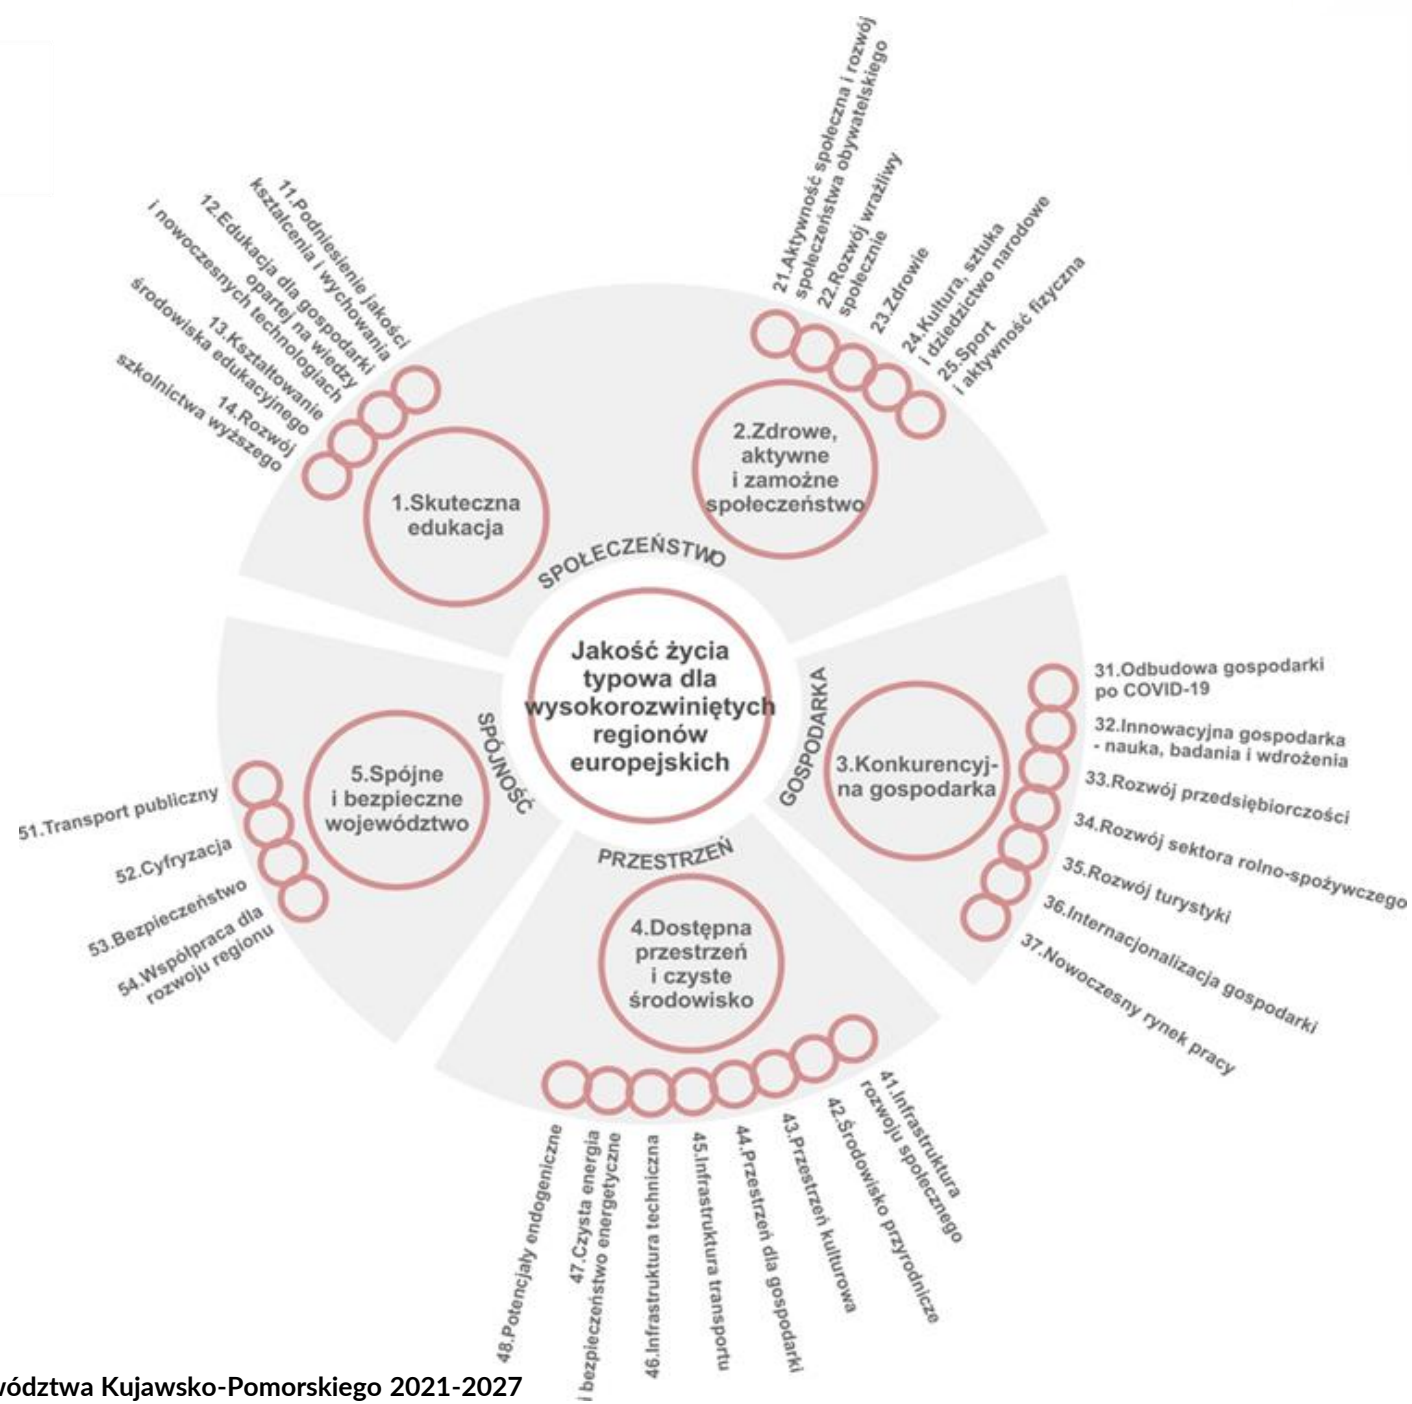 11.Podniesienie jakości
kształcenia i wychowania
12.Edukacja dla gospodarki
opartej na wiedzy
i nowoczesnych technologiach
13.Kształtowanie
środowiska edukacyjnego
14.Rozwój
szkolnictwa wyższego
21.Aktywność społeczna i rozwój
społeczeństwa obywatelskiego
22.Rozwój wrażliwy
społecznie
23.Zdrowie
24.Kultura, sztuka
i dziedzictwo narodowe
25.Sport
i aktywność fizyczna
1.Skuteczna
edukacja
2.Zdrowe,
aktywne
i zamożne
społeczeństwo
SPOŁECZEŃSTWO
Jakość życia
typowa dla
wysokorozwiniętych
regionów
europejskich
GOSPODARKA
3.Konkurencyj-
na gospodarka
31.Odbudowa gospodarki
po COVID-19
32.Innowacyjna gospodarka
- nauka, badania i wdrożenia
33.Rozwój przedsiębiorczości
34.Rozwój sektora rolno-spożywczego
35.Rozwój turystyki
36.Internacjonalizacja gospodarki
37.Nowoczesny rynek pracy
SPÓJNOŚĆ
5.Spójne
i bezpieczne
województwo
51.Transport publiczny
52.Cyfryzacja
53.Bezpieczeństwo
54.Współpraca dla
rozwoju regionu
PRZESTRZEŃ
4.Dostępna
przestrzeń
i czyste
środowisko
41.Infrastruktura
rozwoju społecznego
42.Środowisko przyrodnicze
43.Przestrzeń kulturowa
44.Przestrzeń dla gospodarki
45.Infrastruktura transportu
46.Infrastruktura techniczna
47.Czysta energia
i bezpieczeństwo energetyczne
48.Potencjały endogeniczne
wództwa Kujawsko-Pomorskiego 2021-2027